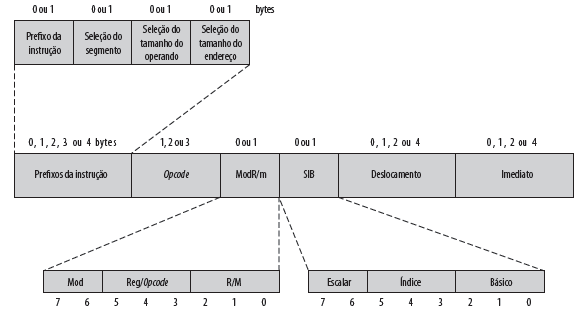 0 ou 1 0 ou 1 0 ou 1 0 ou 1 bytes
Prefixo da instrução Seleção do segmento Seleção do tamanho do operando Seleção do tamanho do endereço
0, 1, 2, 3 ou 4 bytes 1, 2 ou 3 0 ou 1 0 ou 1 0, 1, 2 ou 4 0, 1, 2 ou 4
Prefixos da instrução Opcode ModR/m SIB Deslocamento Imediato
Mod Reg/Opcode R/M Escalar Índice Básico
7 6 5 4 3 2 1 0 7 6 5 4 3 2 1 0